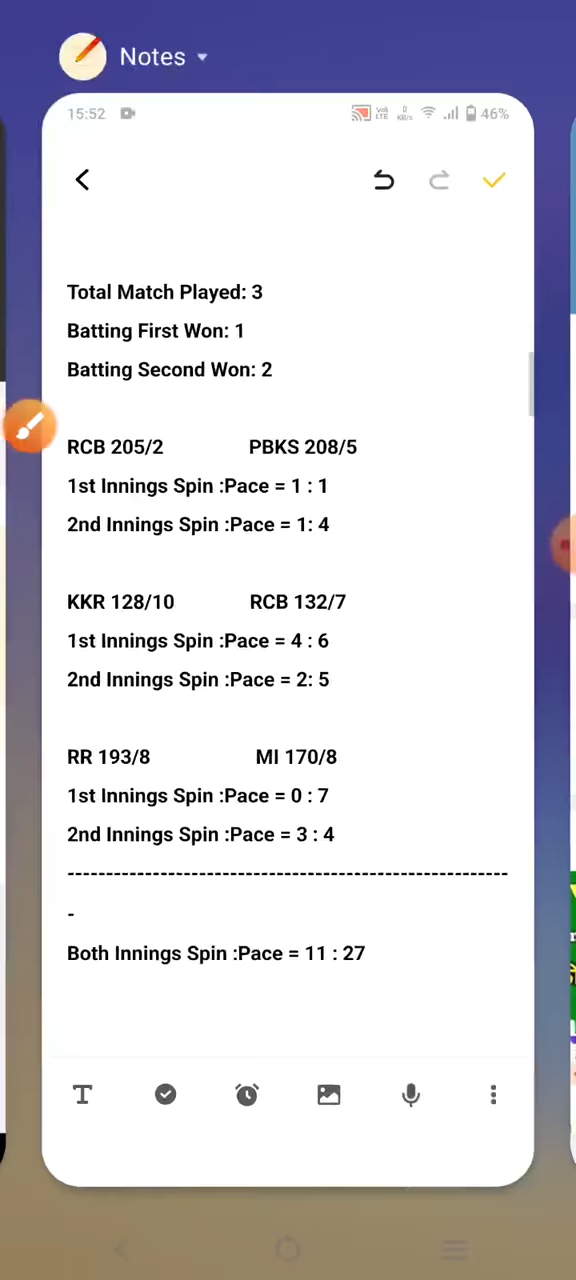 Notes
15:52 Vo) LTE 0 KB/s 46%
Total Match Played: 3
Batting First Won: 1
Batting Second Won: 2
RCB 205/2 PBKS 208/5
1st Innings Spin :Pace = 1 : 1
2nd Innings Spin :Pace = 1: 4
KKR 128/10 RCB 132/7
1st Innings Spin :Pace = 4 : 6
2nd Innings Spin :Pace = 2: 5
RR 193/8 MI 170/8
1st Innings Spin :Pace = 0 : 7
2nd Innings Spin :Pace = 3 : 4
---------------------------------------------------------
-
Both Innings Spin :Pace = 11 : 27
T